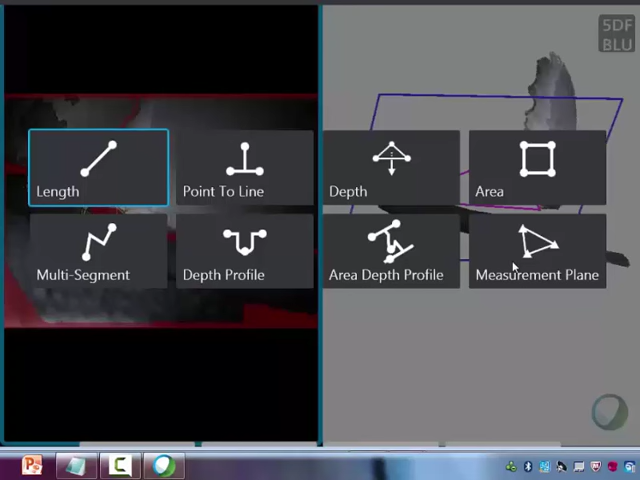 5DF
BLU
Length
Point To Line
Depth
Area
Multi-Segment
Depth Profile
Area Depth Profile
Measurement Plane